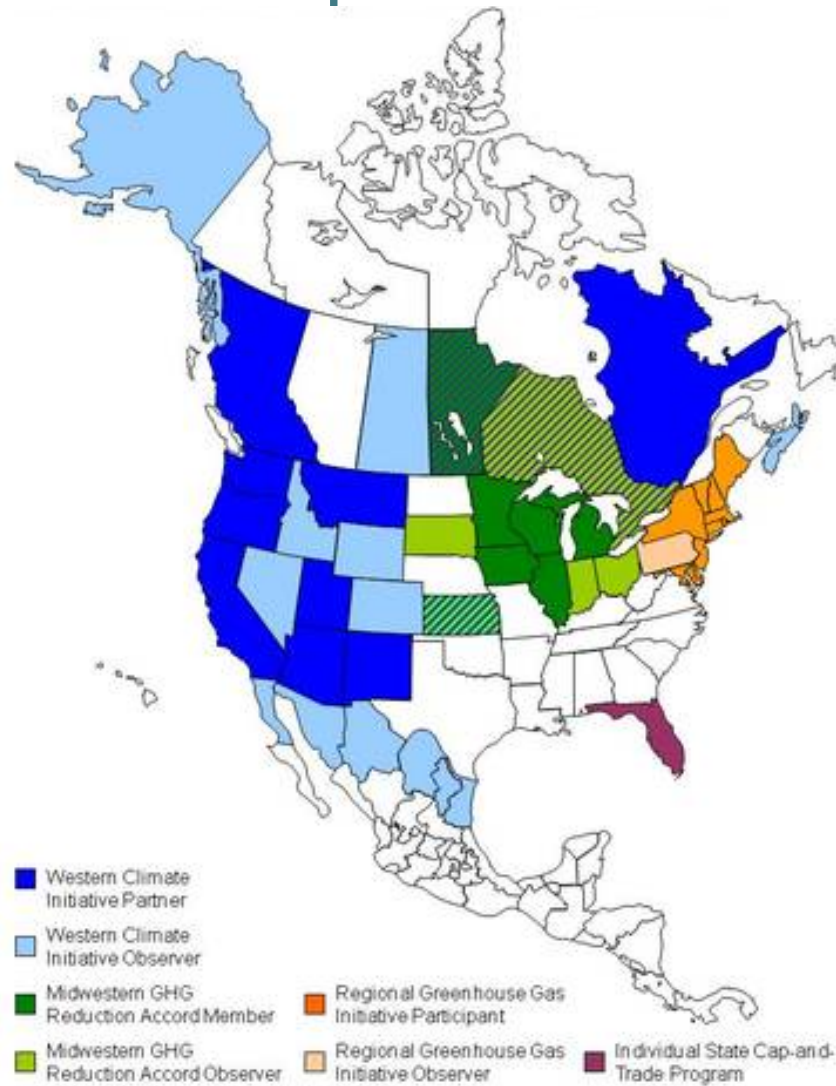 Western Climate
Initiative Partner
Western Climate
Initiative Observer
Midwestern GHG
Reduction Accord Member
Midwestern GHG
Reduction Accord Observer
Regional Greenhouse Gas
Initiative Participant
Regional Greenhouse Gas
Initiative Observer
Individual State Cap-and-
Trade Program